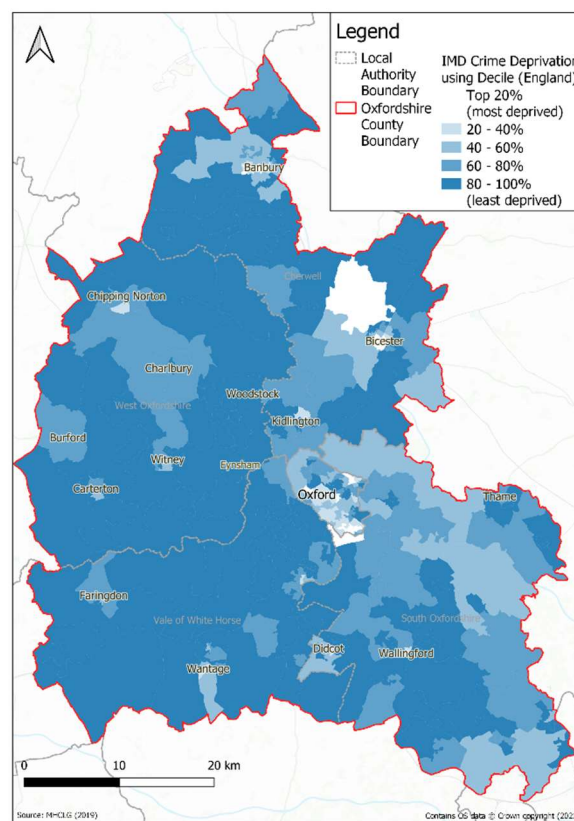 Legend
Local
Authority
Boundary
Oxfordshire
County
Boundary
IMD Crime Deprivation
using Decile (England)
Top 20%
(most deprived)
20 - 40%
40 - 60%
60 - 80%
80 - 100%
(least deprived)
Banbury
Cherwell
Chipping Norton
Bicester
Charlbury
Woodstock
West Oxfordshire
Kidlington
Burford
Witney
Eynsham
Carterton
Oxford
Thame
Faringdon
Vale of White Horse
South Oxfordshire
Didcot
Wallingford
Wantage
0 10 20 km
Source: MHCLG (2019)
Contains OS data © Crown copyright